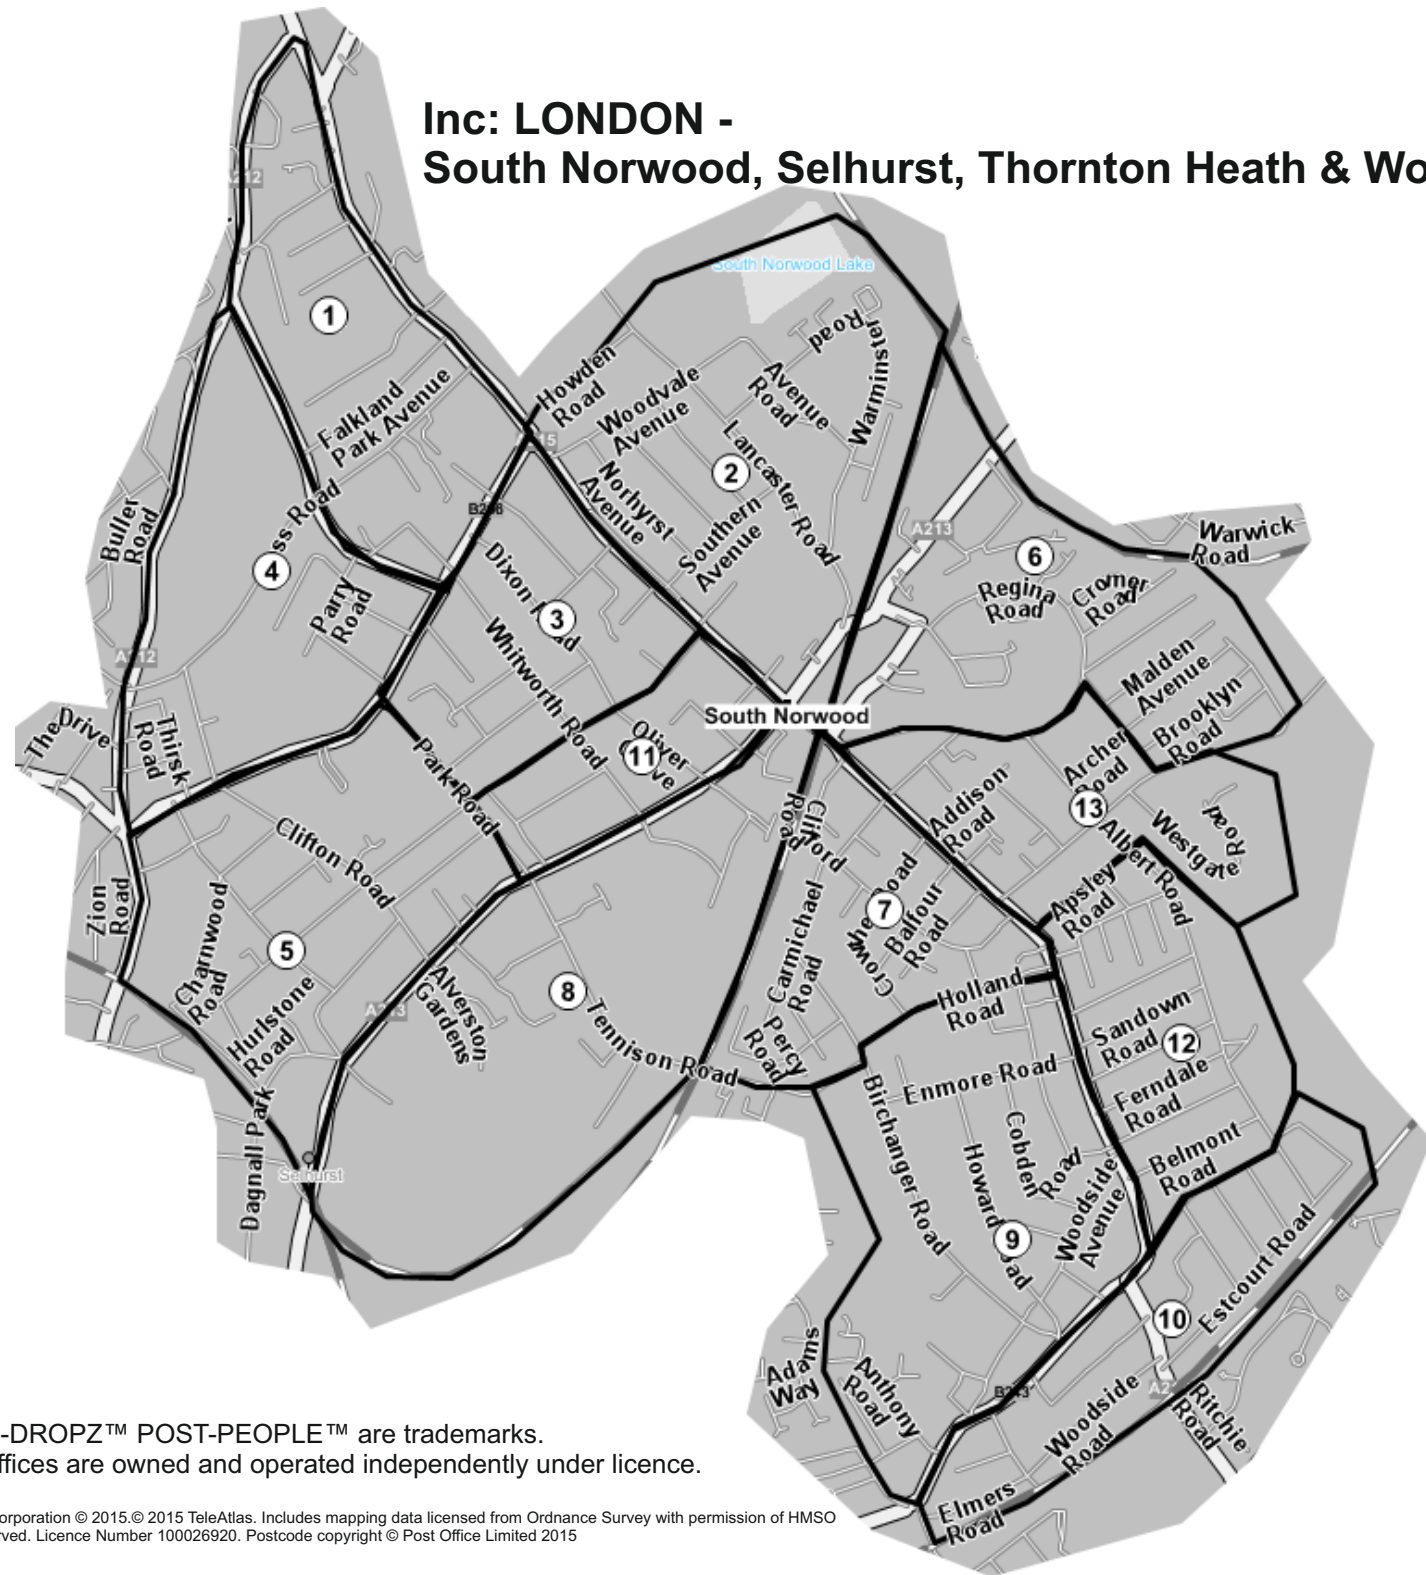 Inc: LONDON -
South Norwood, Selhurst, Thornton Heath & Wo
South Norwood Lake
1
Falkland
Park Avenue
Howden
Road
Woodvale
Avenue
Avenue
Road
Warminster
Road
Lancaster Road
2
Norhyrst
Avenue
Southern
Avenue
A213
6
Regina
Road
Cromer
Road
Warwick
Road
Buller
Road
4
Parry
Road
Dixon
3
Whitworth Road
Malden
Avenue
Brooklyn
Road
South Norwood
The Drive
Thirsk
Road
Park Road
Oliver
11
Archer
Road
13
Addison
Road
Westgate
Road
Albert Road
Apsley
Road
Clifford
Road
Clifton Road
Zion
Road
Charnwood
Road
5
Hurlstone
Road
Alverston
Gardens
8
Tennison Road
Carmichael
Road
Percy
Road
7
Balfour
Road
Crowther Road
Holland
Road
Sandown
Road
12
Ferndale
Road
Belmont
Road
Enmore Road
Birchanger Road
Cobden
Road
Howard
9
Woodside
Avenue
Dagnall Park
Selhurst
10
Estcourt Road
Adams
Way
Anthony
Road
Woodside
Road
Ritchie
Road
Elmers
Road
-DROPZ™ POST-PEOPLE™ are trademarks.
ffices are owned and operated independently under licence.
orporation © 2015.© 2015 TeleAtlas. Includes mapping data licensed from Ordnance Survey with permission of HMSO
rved. Licence Number 100026920. Postcode copyright © Post Office Limited 2015